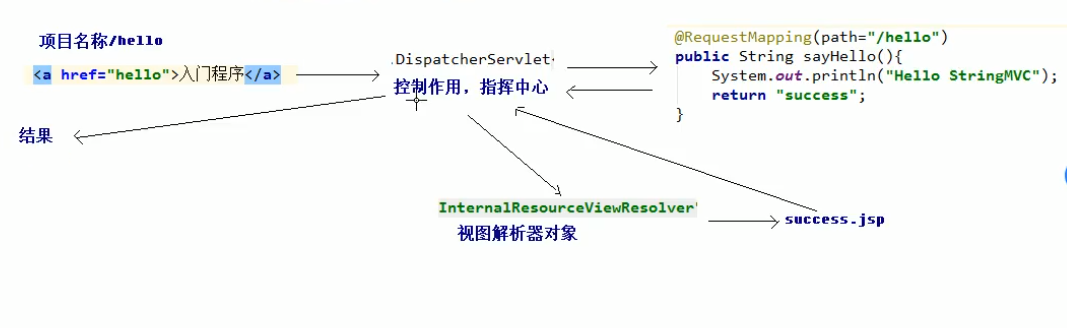 项目名称/hello
<a href="hello">入门程序</a>
.DispatcherServlet
控制作用，指挥中心
@RequestMapping(path="/hello")
public String sayHello(){
System.out.println("Hello StringMVC");
return "success";
}
结果
InternalResourceViewResolver"
视图解析器对象
success.jsp